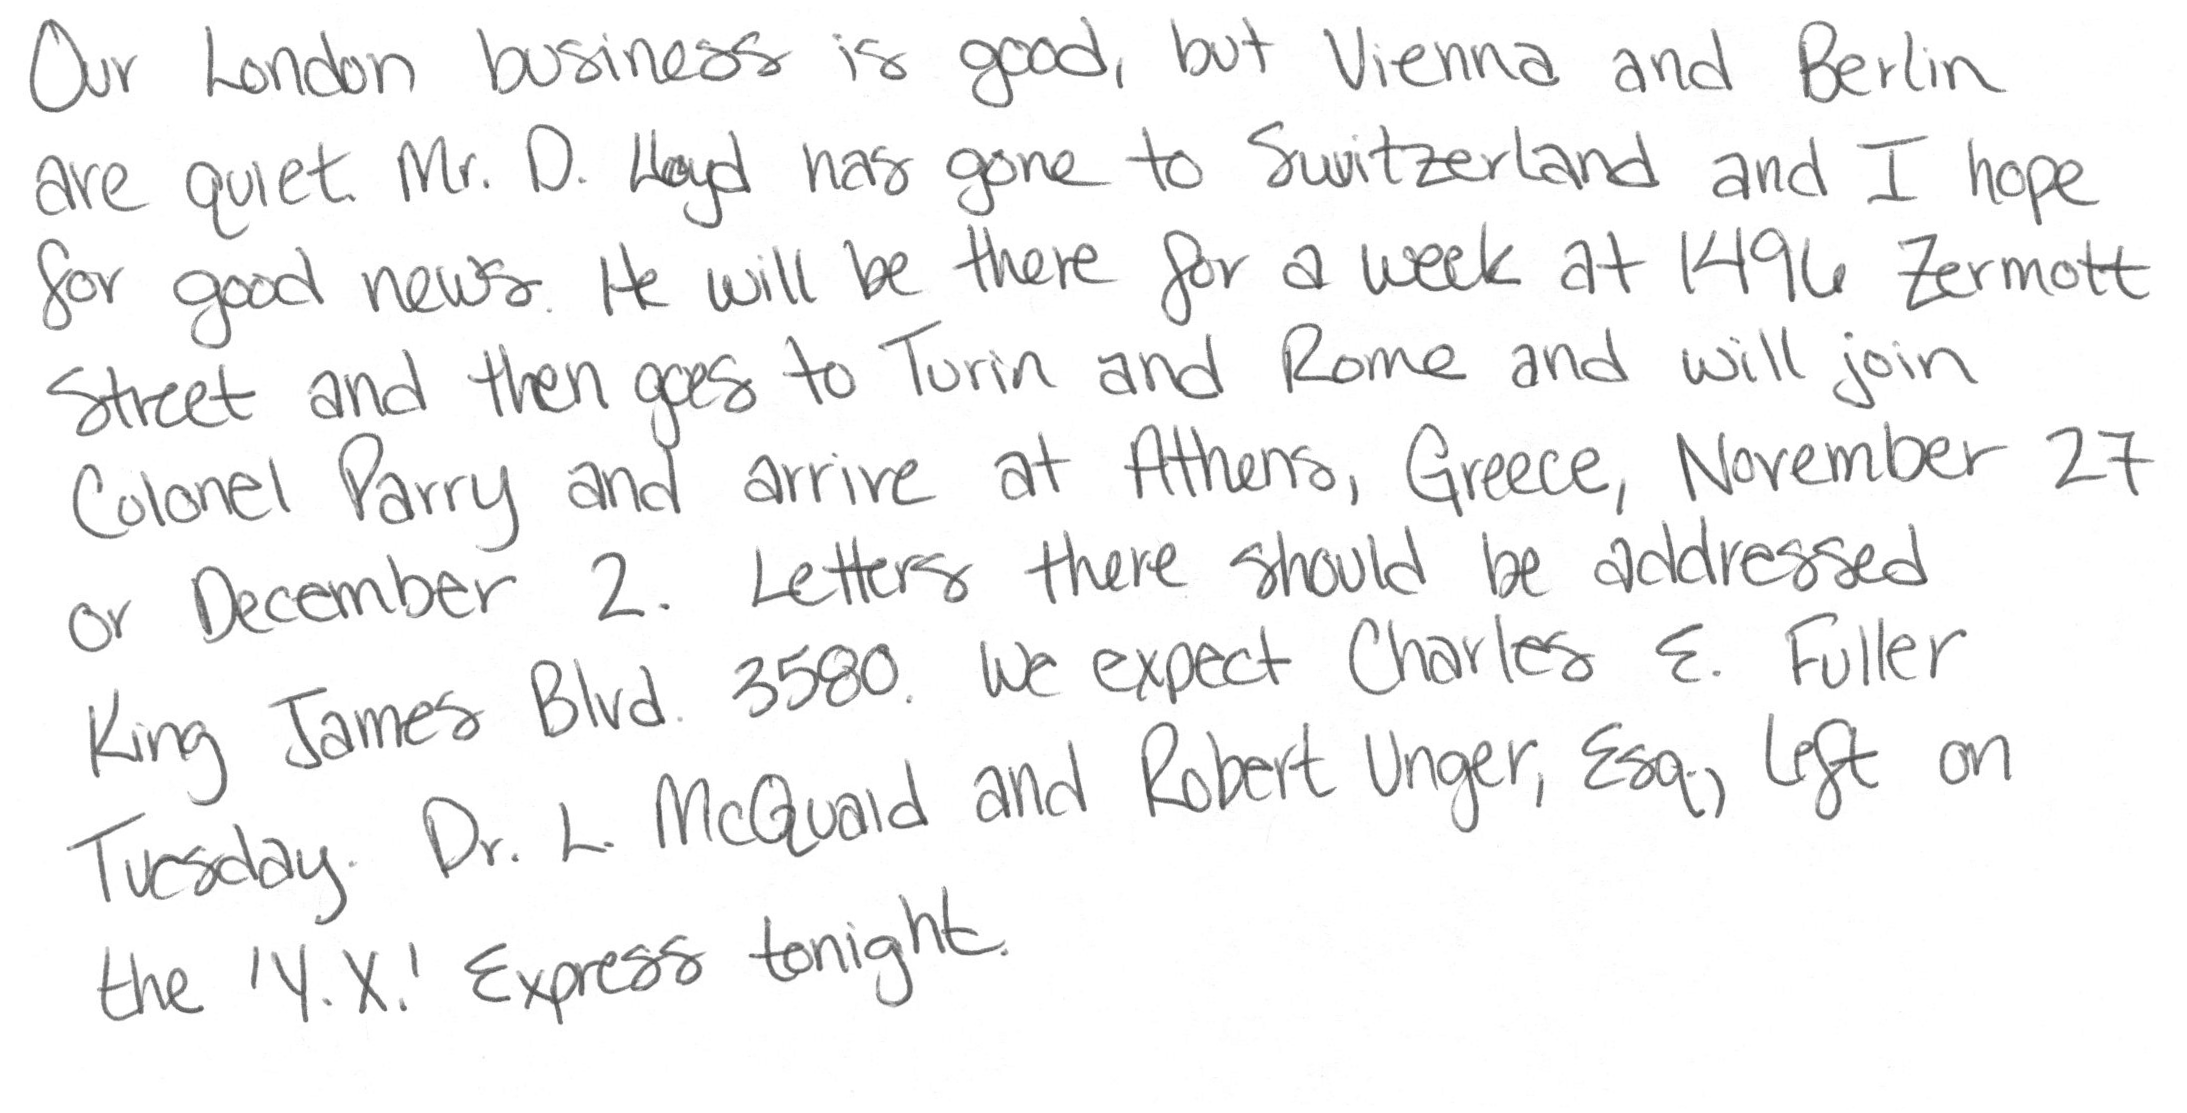 Our London business is good, but Vienna and Berlin
are quiet. Mr. D. Lloyd has gone to Switzerland and I hope
for good news. He will be there for a week at 1496 Zermott
Street and then goes to Turin and Rome and will join
Colonel Parry and arrive at Athens, Greece, November 27
or December 2. Letters there should be addressed
King James Blvd. 3580. We expect Charles E. Fuller
Tuesday. Dr. L. McQuaid and Robert Unger, Esq., left on
the 'Y.X.' Express tonight.